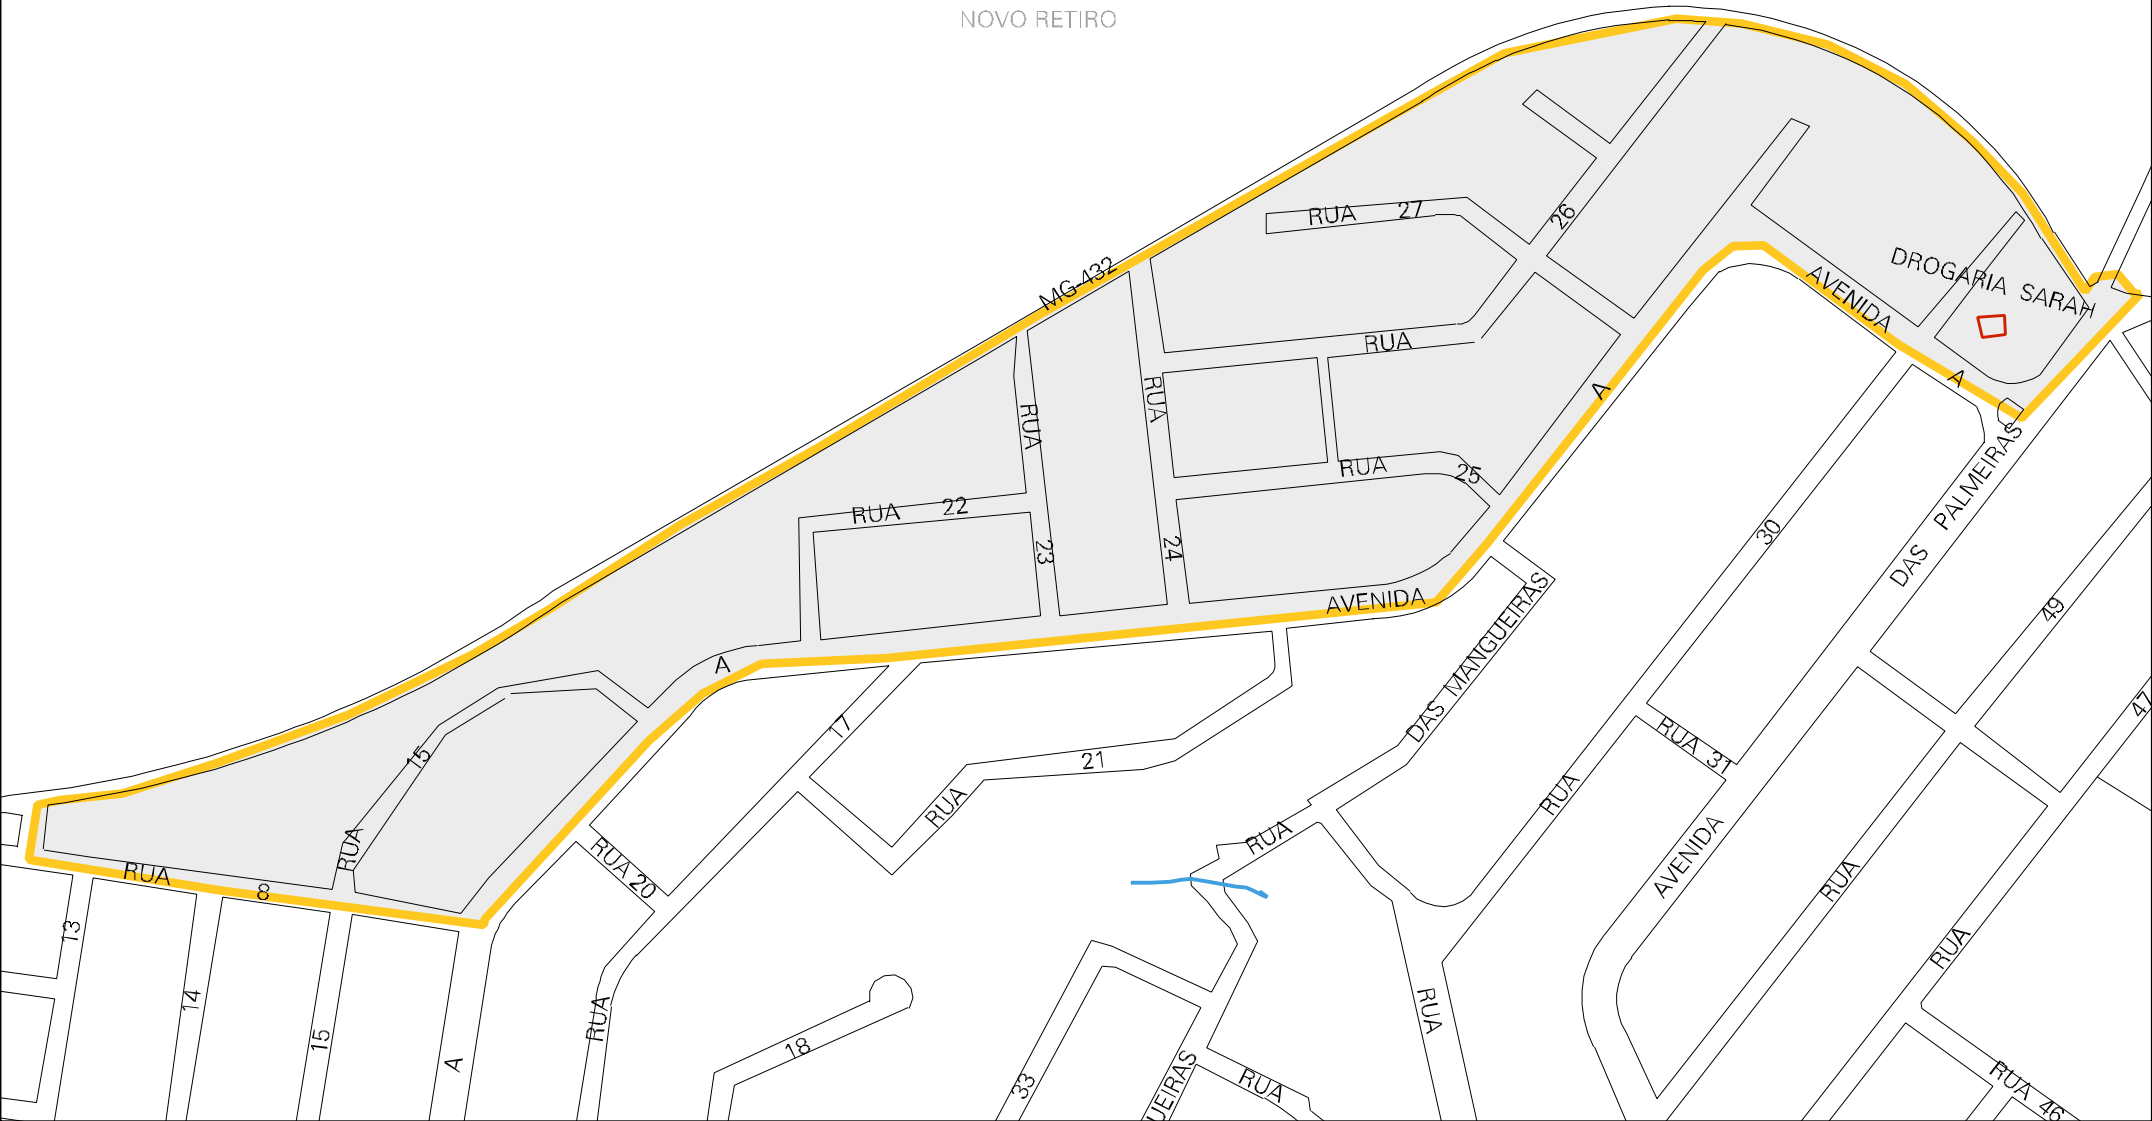 NOVO RETIRO
RUA 27
26
MG-432
DROGARIA SARAH
AVENIDA A
RUA
RUA
RUA 24
RUA 23
A
RUA 25
RUA 22
AVENIDA
DAS PALMEIRAS
30
DAS MANGUEIRAS
49
A
47
17
RUA 31
15
21
RUA
RUA
RUA
RUA
AVENIDA
RUA 8
RUA 20
RUA
13
RUA
14
15
RUA
RUA
A
18
33
UEIRAS
RUA
RUA 46